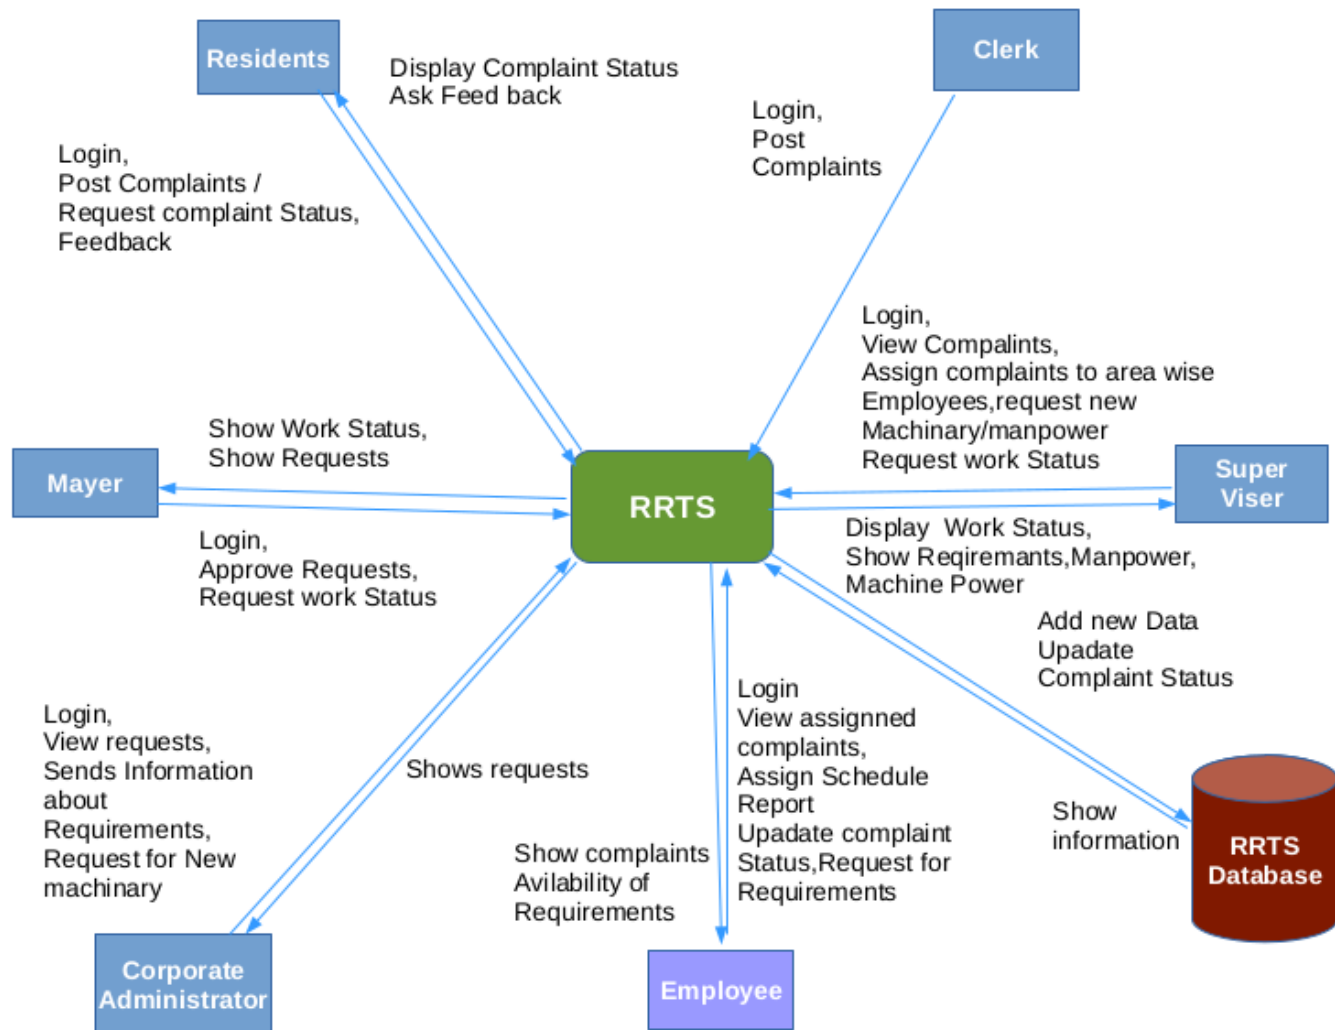 Residents
Display Complaint Status
Ask Feed back
Clerk
Login,
Post
Complaints
Login,
Post Complaints /
Request complaint Status,
Feedback
Login,
View Compalints,
Assign complaints to area wise
Employees,request new
Machinary/manpower
Request work Status
Show Work Status,
Show Requests
Mayer
RRTS
Super
Viser
Login,
Approve Requests,
Request work Status
Display  Work Status,
Show Reqiremants,Manpower,
Machine Power
Add new Data
Upadate
Complaint Status
Login,
View requests,
Sends Information
about
Requirements,
Request for New
machinary
Shows requests
Login
View assignned
complaints,
Assign Schedule
Report
Upadate complaint
Status,Request for
Requirements
Show complaints
Avilability of
Requirements
Show
information
RRTS
Database
Corporate
Administrator
Employee